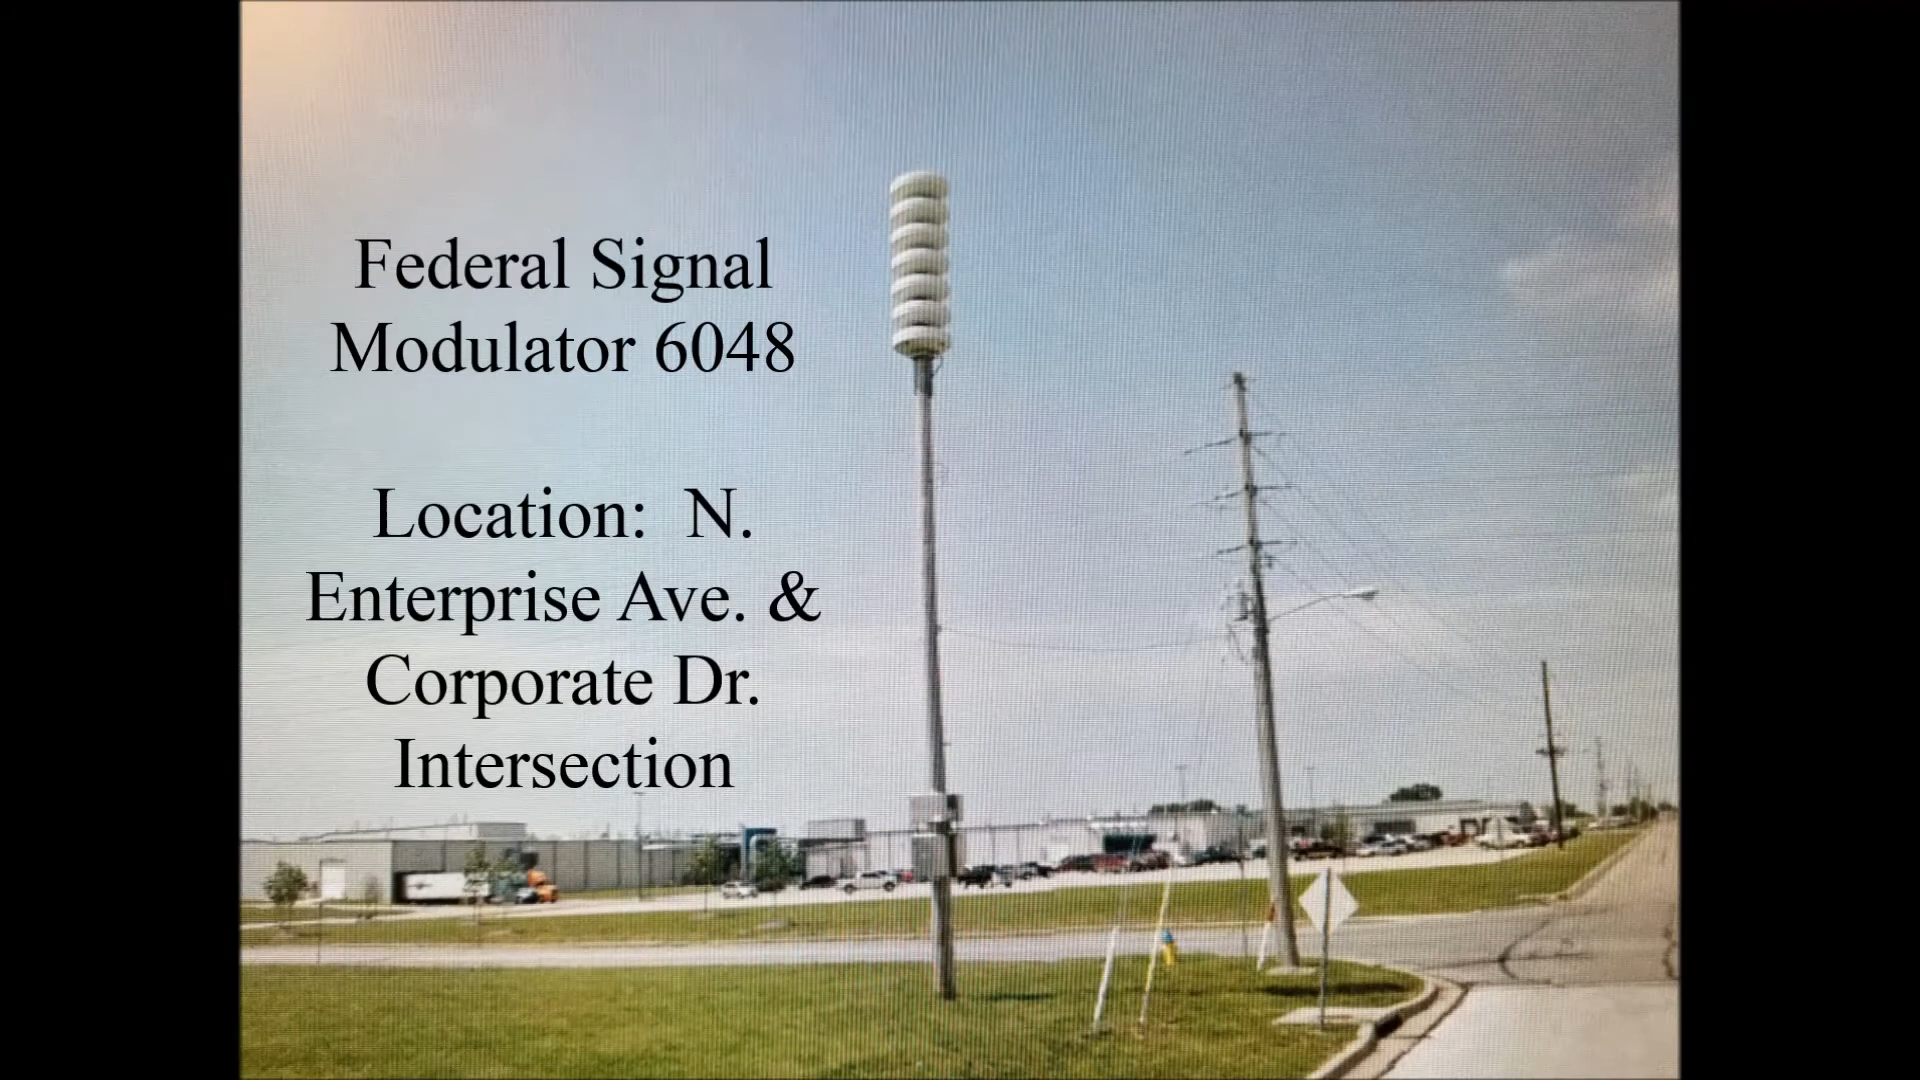 Federal Signal
Modulator 6048
Location: N.
Enterprise Ave. &
Corporate Dr.
Intersection